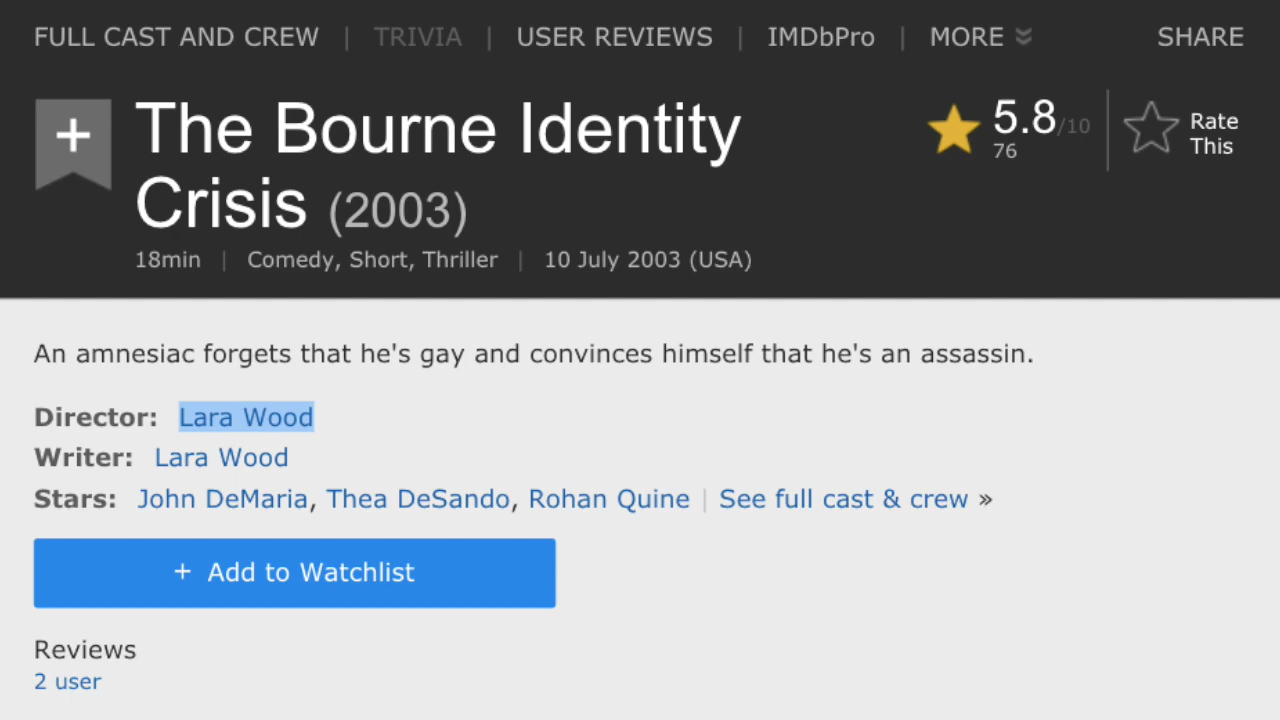 FULL CAST AND CREW | TRIVIA | USER REVIEWS | IMDbPro | MORE SHARE
+ The Bourne Identity
Crisis (2003)
5.8/10
76
Rate
This
18min | Comedy, Short, Thriller | 10 July 2003 (USA)
An amnesiac forgets that he's gay and convinces himself that he's an assassin.
Director: Lara Wood
Writer: Lara Wood
Stars: John DeMaria, Thea DeSando, Rohan Quine | See full cast & crew »
+ Add to Watchlist
Reviews
2 user